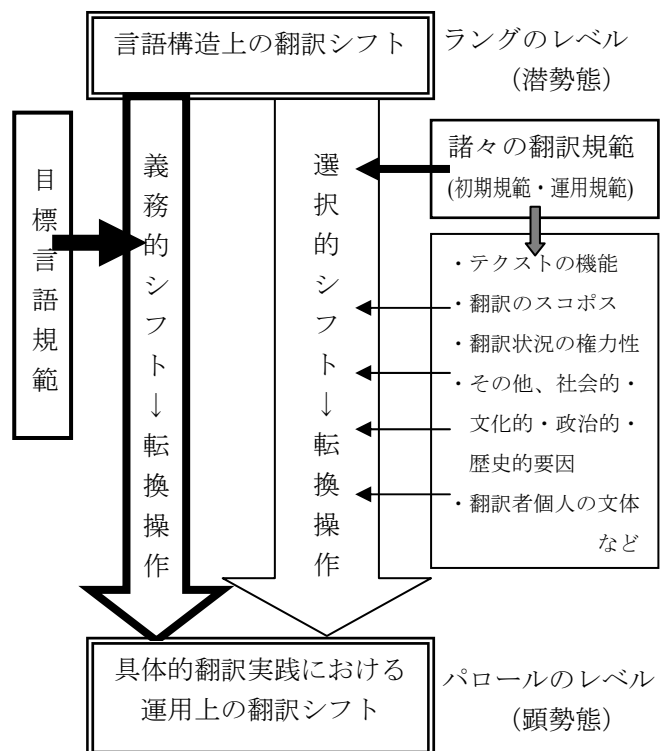 言語構造上の翻訳シフト
ラングのレベル
(潜勢態)
目標言語規範
義務的シフト→転換操作
選択的シフト→転換操作
諸々の翻訳規範
(初期規範・運用規範)
・テクストの機能
・翻訳のスコポス
・翻訳状況の権力性
・その他、社会的・
文化的・政治的・
歴史的要因
・翻訳者個人の文体
など
具体的翻訳実践における
運用上の翻訳シフト
パロールのレベル
(顕勢態)